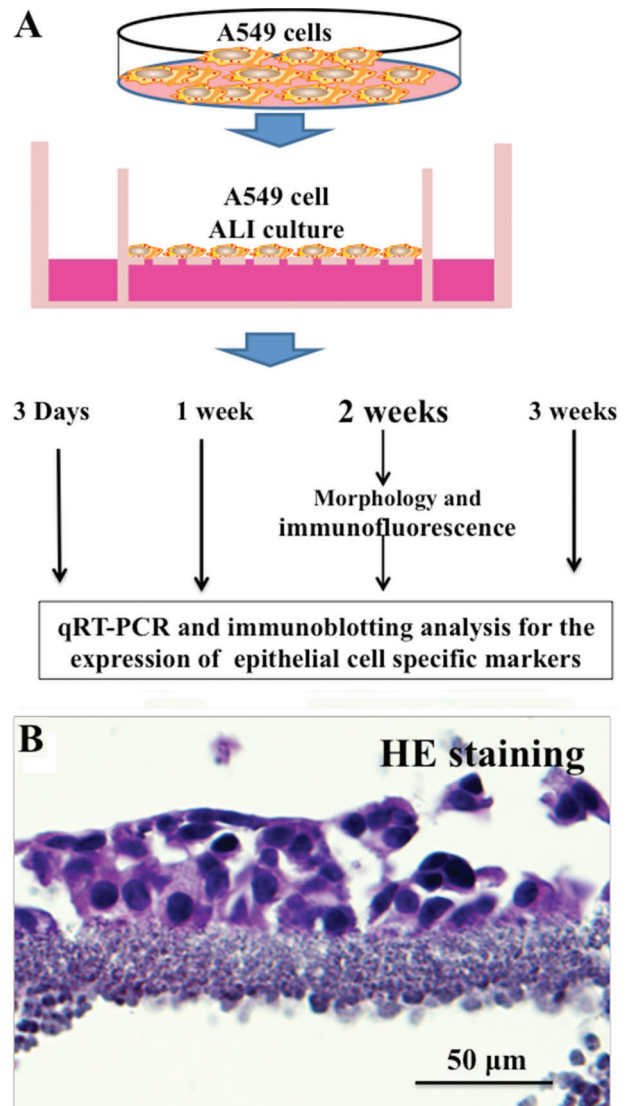 A
A549 cells
A549 cell
ALI culture
3 Days 1 week 2 weeks 3 weeks
Morphology and
immunofluorescence
qRT-PCR and immunoblotting analysis for the
expression of epithelial cell specific markers
B
HE staining
50 μm